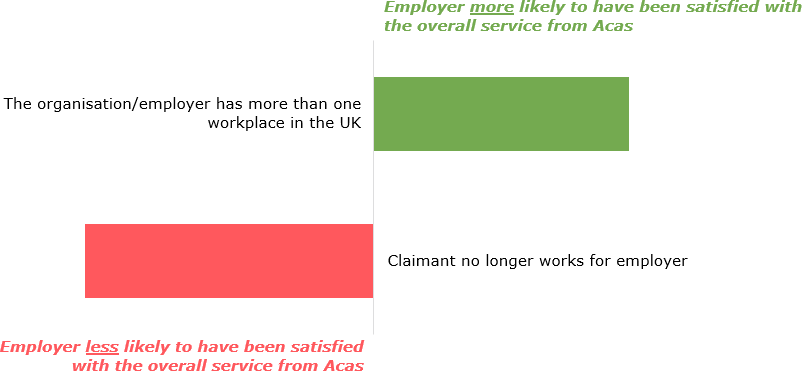 Employer more likely to have been satisfied with
the overall service from Acas
The organisation/employer has more than one
workplace in the UK
Claimant no longer works for employer
Employer less likely to have been satisfied
with the overall service from Acas